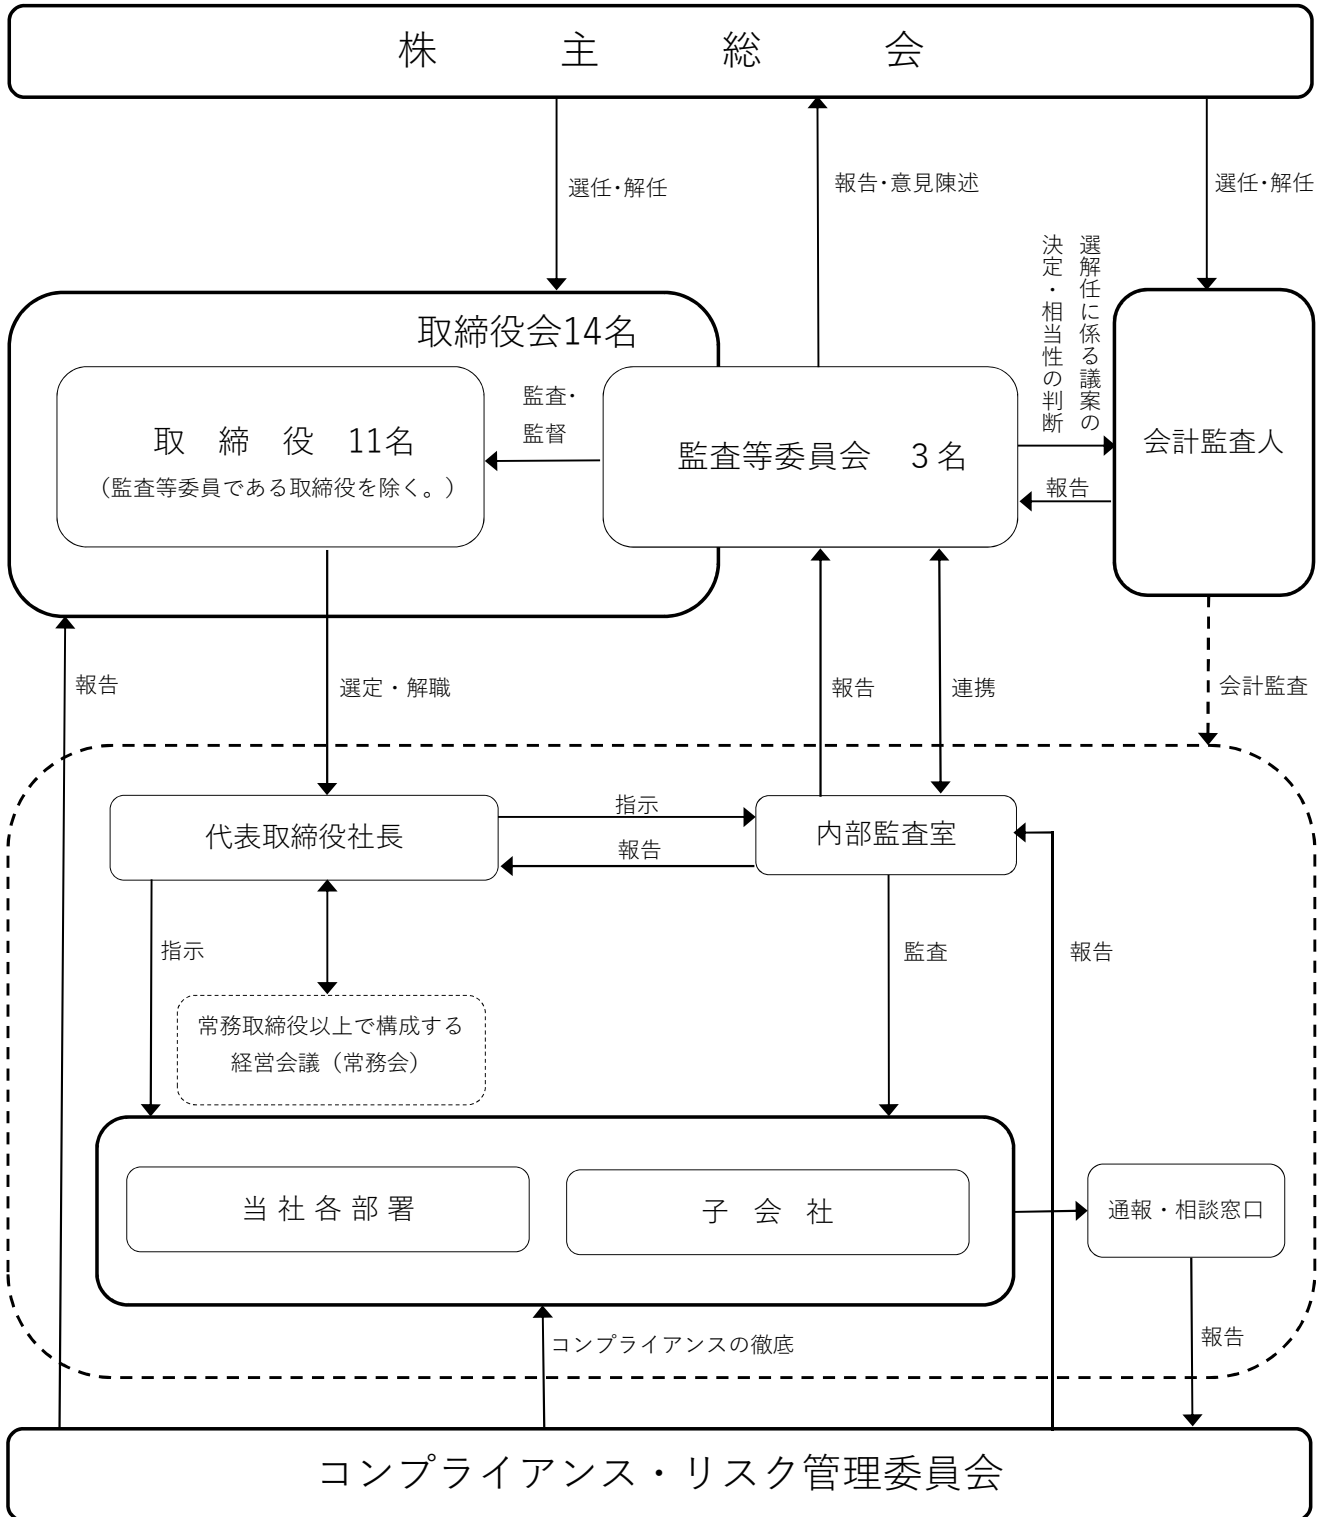 株主総会
選任・解任
報告・意見陳述
選任・解任
選解任に係る議案の
決定・相当性の判断
取締役会14名
監査・
監督
取締役 11名
(監査等委員である取締役を除く。)
監査等委員会 3名
会計監査人
報告
報告
選定・解職
報告
連携
会計監査
代表取締役社長
指示
報告
内部監査室
指示
監査
報告
常務取締役以上で構成する
経営会議(常務会)
当社各部署
子会社
通報・相談窓口
コンプライアンスの徹底
報告
コンプライアンス・リスク管理委員会